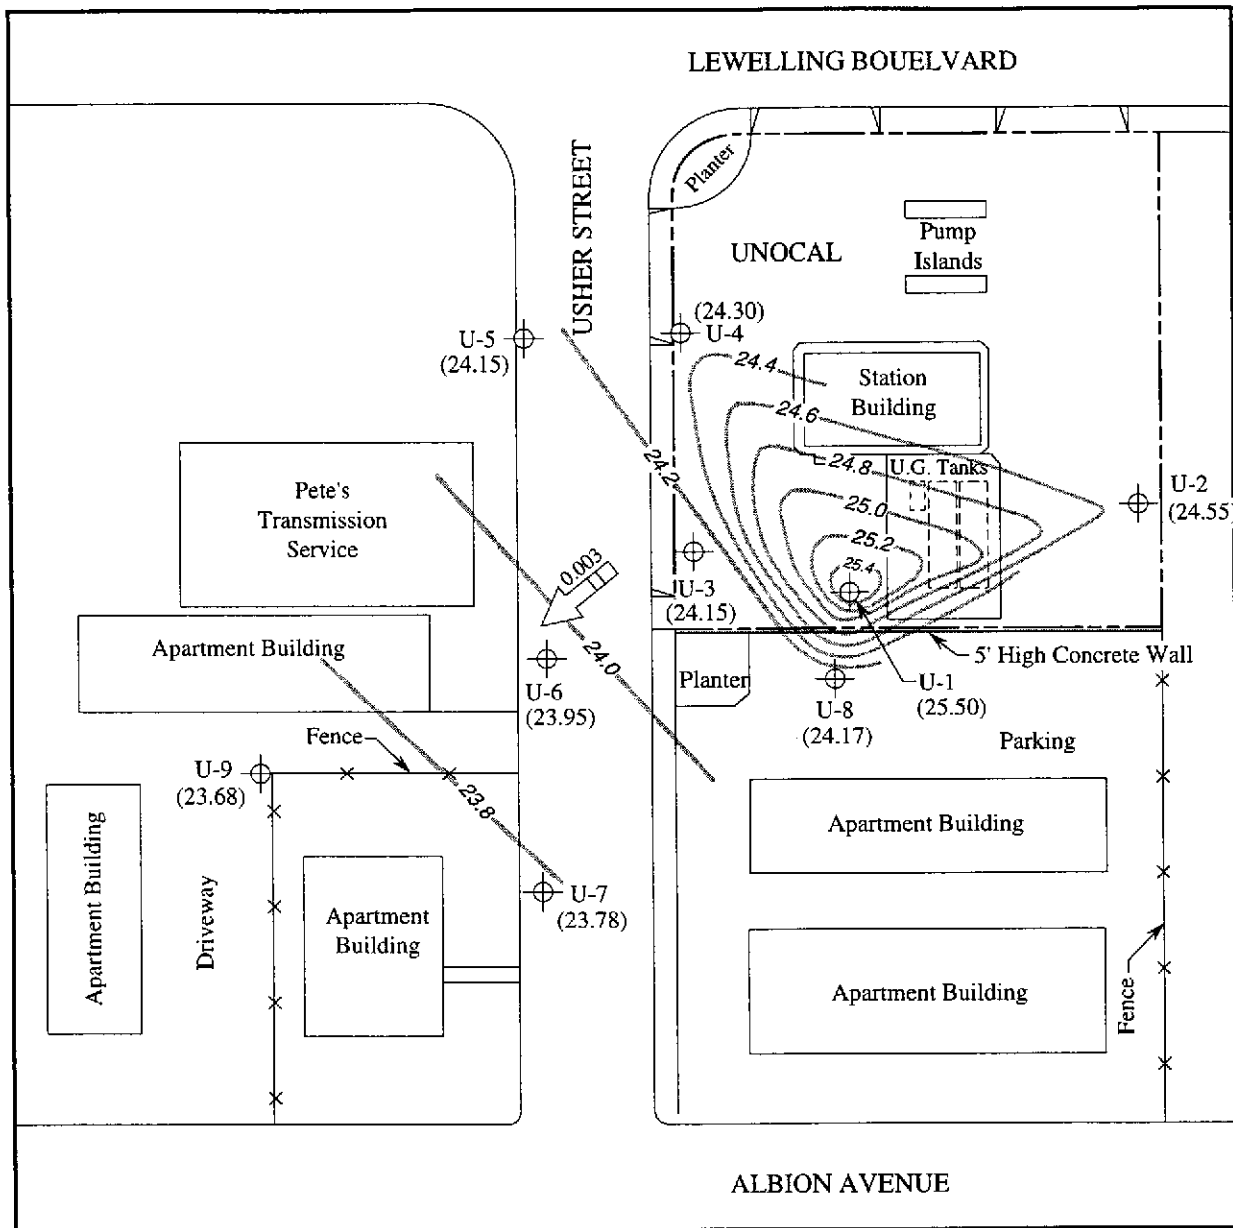 LEWELLING BOUELVARD
USHER STREET
Planter
UNOCAL
Pump
Islands
(24.30)
U-4
U-5
(24.15)
24.4
Station
Building
24.6
24.2
24.8
U.G. Tanks
U-2
(24.55)
Pete's
Transmission
Service
25.0
25.2
25.4
0.003
U-3
(24.15)
Apartment Building
24.0
5' High Concrete Wall
U-6
(23.95)
Planter
U-1
(25.50)
U-8
(24.17)
Parking
Fence
U-9
(23.68)
23.8
Apartment Building
Apartment Building
Driveway
U-7
(23.78)
Apartment
Building
Apartment Building
Fence
ALBION AVENUE